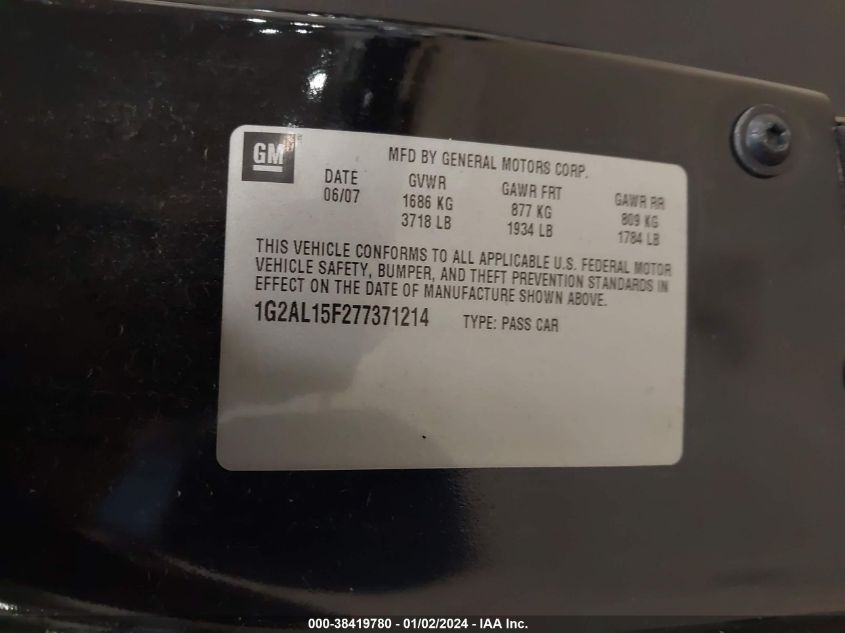 GM
MFD BY GENERAL MOTORS CORP.
DATE GVWR GAWR FRT GAWR RR
06/07 1686 KG 877 KG 809 KG
3718 LB 1934 LB 1784 LB
THIS VEHICLE CONFORMS TO ALL APPLICABLE U.S. FEDERAL MOTOR
VEHICLE SAFETY, BUMPER, AND THEFT PREVENTION STANDARDS IN
EFFECT ON THE DATE OF MANUFACTURE SHOWN ABOVE.
1G2AL15F277371214 TYPE: PASS CAR
000-38419780 - 01/02/2024 - IAA Inc.